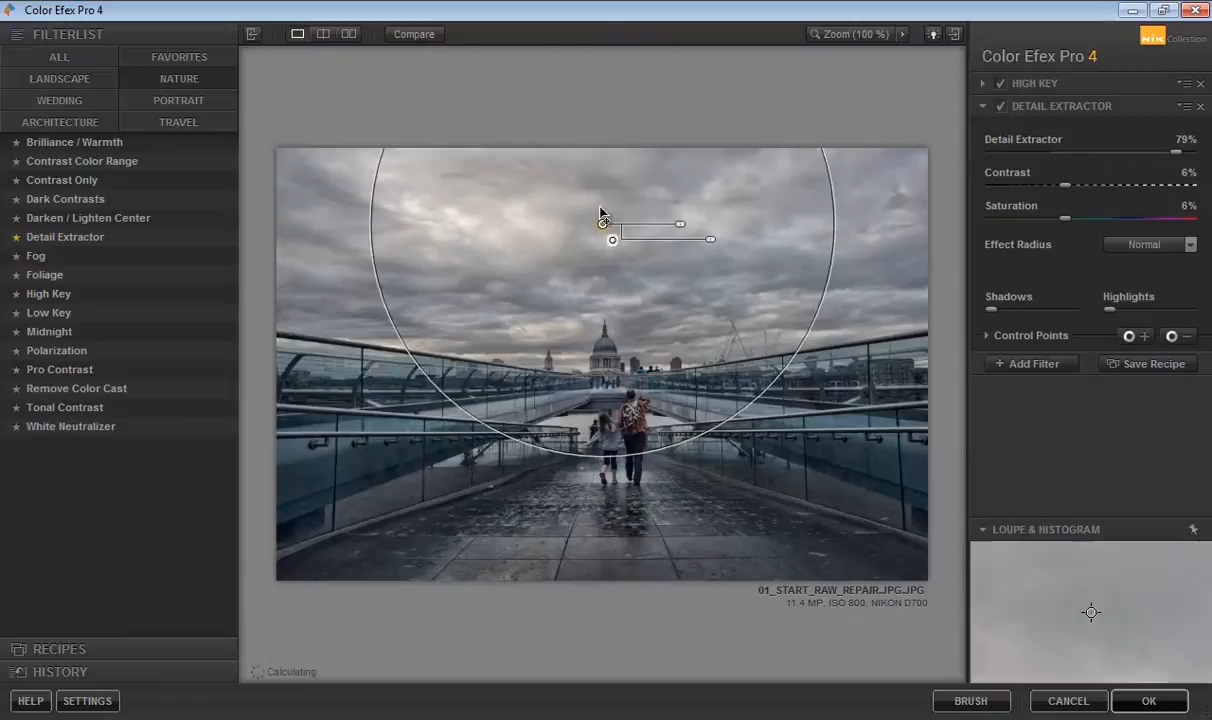 Color Efex Pro 4
FILTERLIST
ALL
FAVORITES
LANDSCAPE
NATURE
WEDDING
PORTRAIT
ARCHITECTURE
TRAVEL
Brilliance / Warmth
Contrast Color Range
Contrast Only
Dark Contrasts
Darken / Lighten Center
Detail Extractor
Fog
Foliage
High Key
Low Key
Midnight
Polarization
Pro Contrast
Remove Color Cast
Tonal Contrast
White Neutralizer
RECIPES
HISTORY
HELP
SETTINGS
Compare
Zoom (100 %)
01_START_RAW_REPAIR.JPG.JPG
11.4 MP, ISO 800, NIKON D700
Calculating
Nik Collection
Color Efex Pro 4
HIGH KEY
DETAIL EXTRACTOR
Detail Extractor 79%
Contrast 6%
Saturation 6%
Effect Radius Normal
Shadows Highlights
Control Points
+ Add Filter
Save Recipe
LOUPE & HISTOGRAM
BRUSH
CANCEL
OK